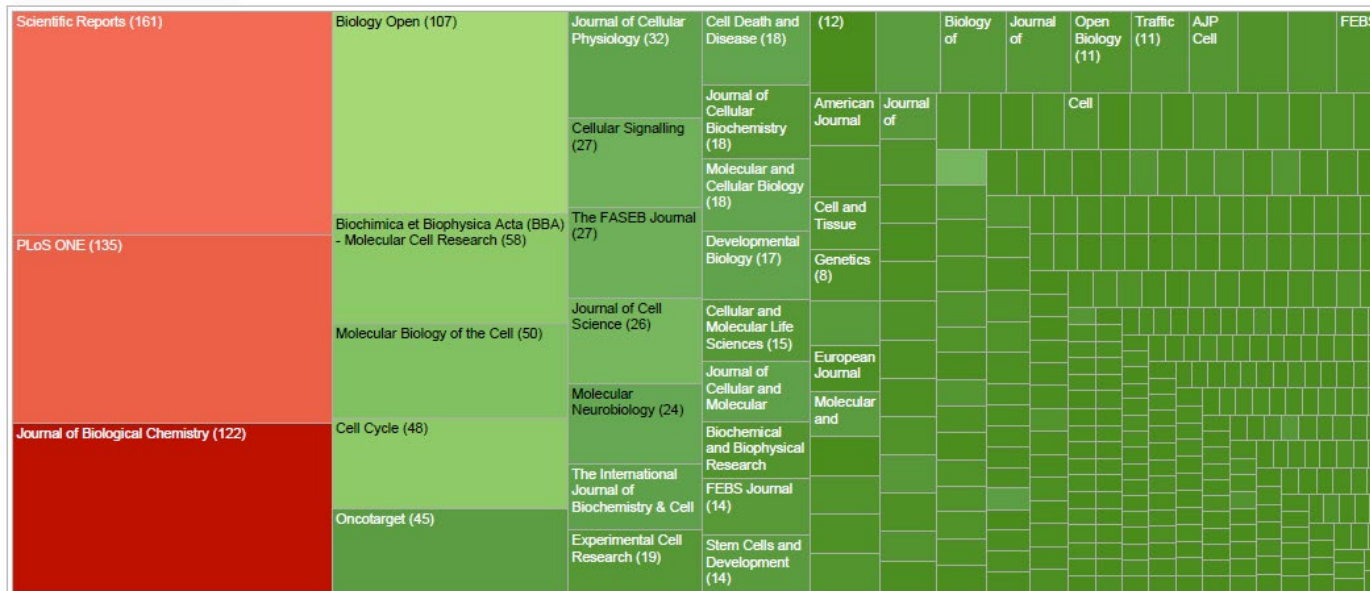 Scientific Reports (161)
PLoS ONE (135)
Journal of Biological Chemistry (122)
Biology Open (107)
Biochimica et Biophysica Acta (BBA)
- Molecular Cell Research (58)
Molecular Biology of the Cell (50)
Cell Cycle (48)
Oncotarget (45)
Journal of Cellular
Physiology (32)
Cellular Signalling
(27)
The FASEB Journal
(27)
Journal of Cell
Science (26)
Molecular
Neurobiology (24)
The International
Journal of
Biochemistry & Cell
Experimental Cell
Research (19)
Cell Death and
Disease (18)
Journal of
Cellular
Biochemistry
(18)
Molecular and
Cellular Biology
(18)
Developmental
Biology (17)
Cellular and
Molecular Life
Sciences (15)
Journal of
Cellular and
Molecular
Biochemical
and Biophysical
Research
FEBS Journal
(14)
Stem Cells and
Development
(14)
(12)
American
Journal
Cell and
Tissue
Genetics
(8)
European
Journal
Molecular
and
Journal
of
Biology
of
Journal
of
Open
Biology
(11)
Traffic
(11)
AJP
Cell
FEBS
Cell